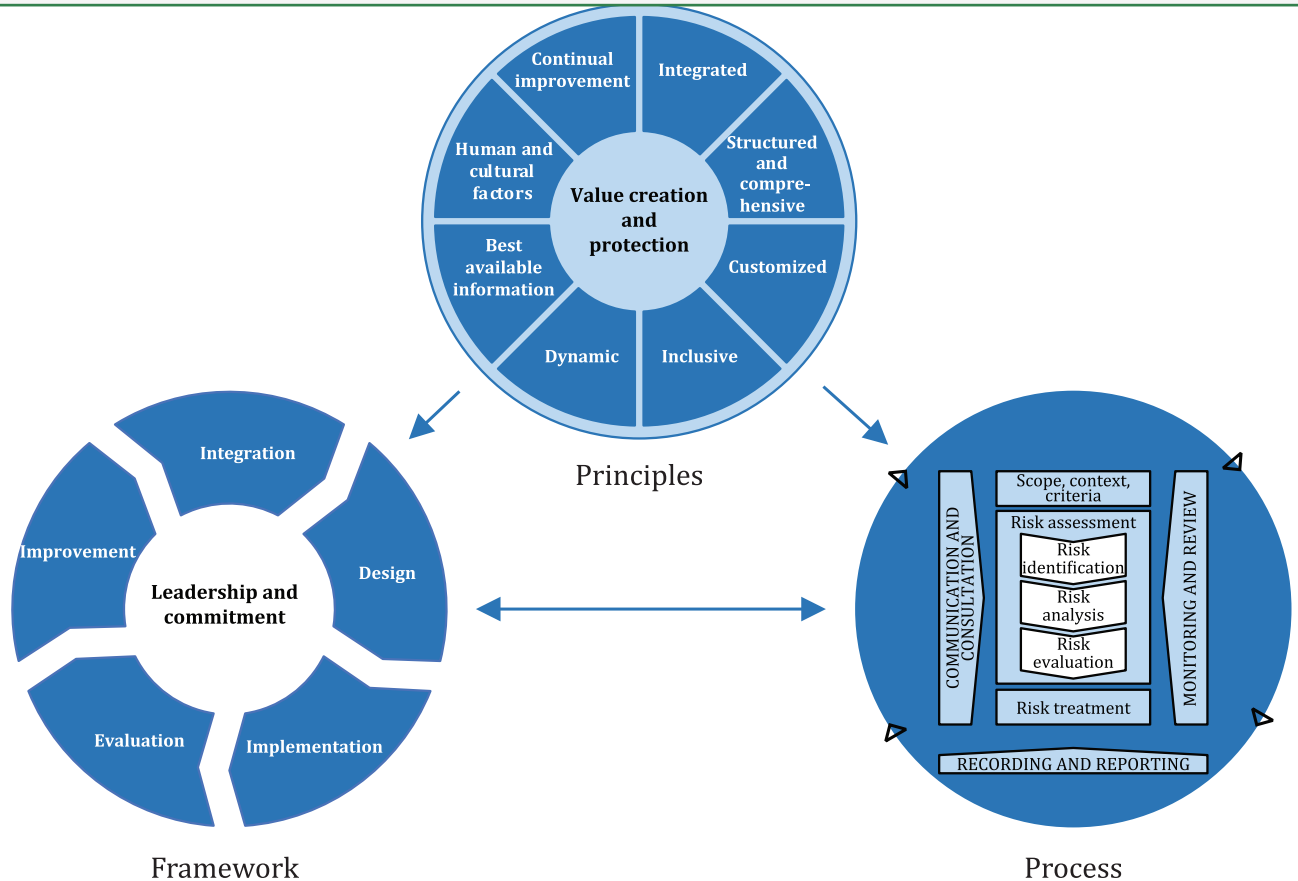 Continual
improvement
Integrated
Human and
cultural
factors
Structured
and
compre-
hensive
Value creation
and
protection
Best
available
information
Customized
Dynamic
Inclusive
Principles
Integration
Improvement
Design
Leadership and
commitment
Evaluation
Implementation
Framework
Scope, context,
criteria
COMMUNICATION AND
CONSULTATION
Risk assessment
Risk
identification
Risk
analysis
Risk
evaluation
MONITORING AND REVIEW
Risk treatment
RECORDING AND REPORTING
Process